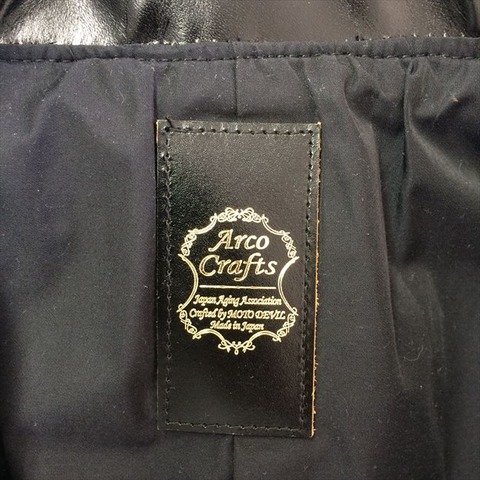 Arco
Crafts
Japan Aging Association
Crafted by MOTO DEVIL
Made in Japan